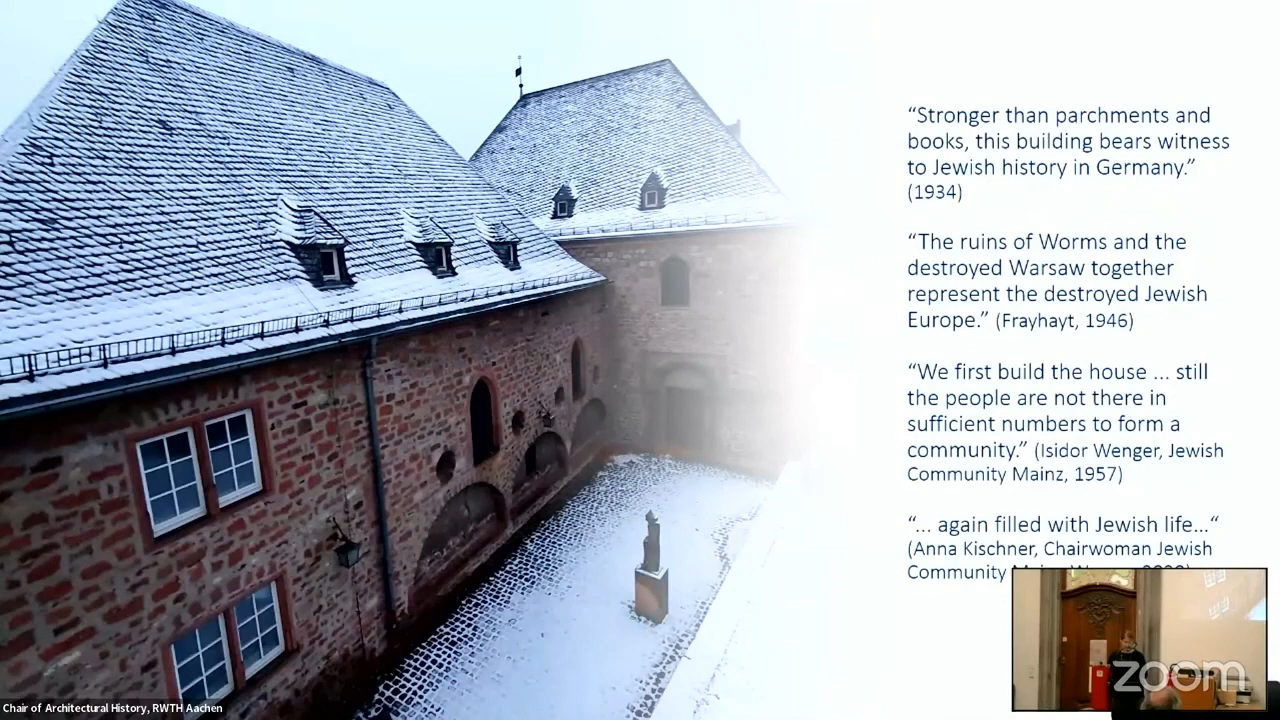 “Stronger than parchments and
books, this building bears witness
to Jewish history in Germany.”
(1934)
“The ruins of Worms and the
destroyed Warsaw together
represent the destroyed Jewish
Europe.” (Frayhayt, 1946)
“We first build the house ... still
the people are not there in
sufficient numbers to form a
community.” (Isidor Wenger, Jewish
Community Mainz, 1957)
“... again filled with Jewish life...“
(Anna Kischner, Chairwoman Jewish
Community
zoom
Chair of Architectural History, RWTH Aachen